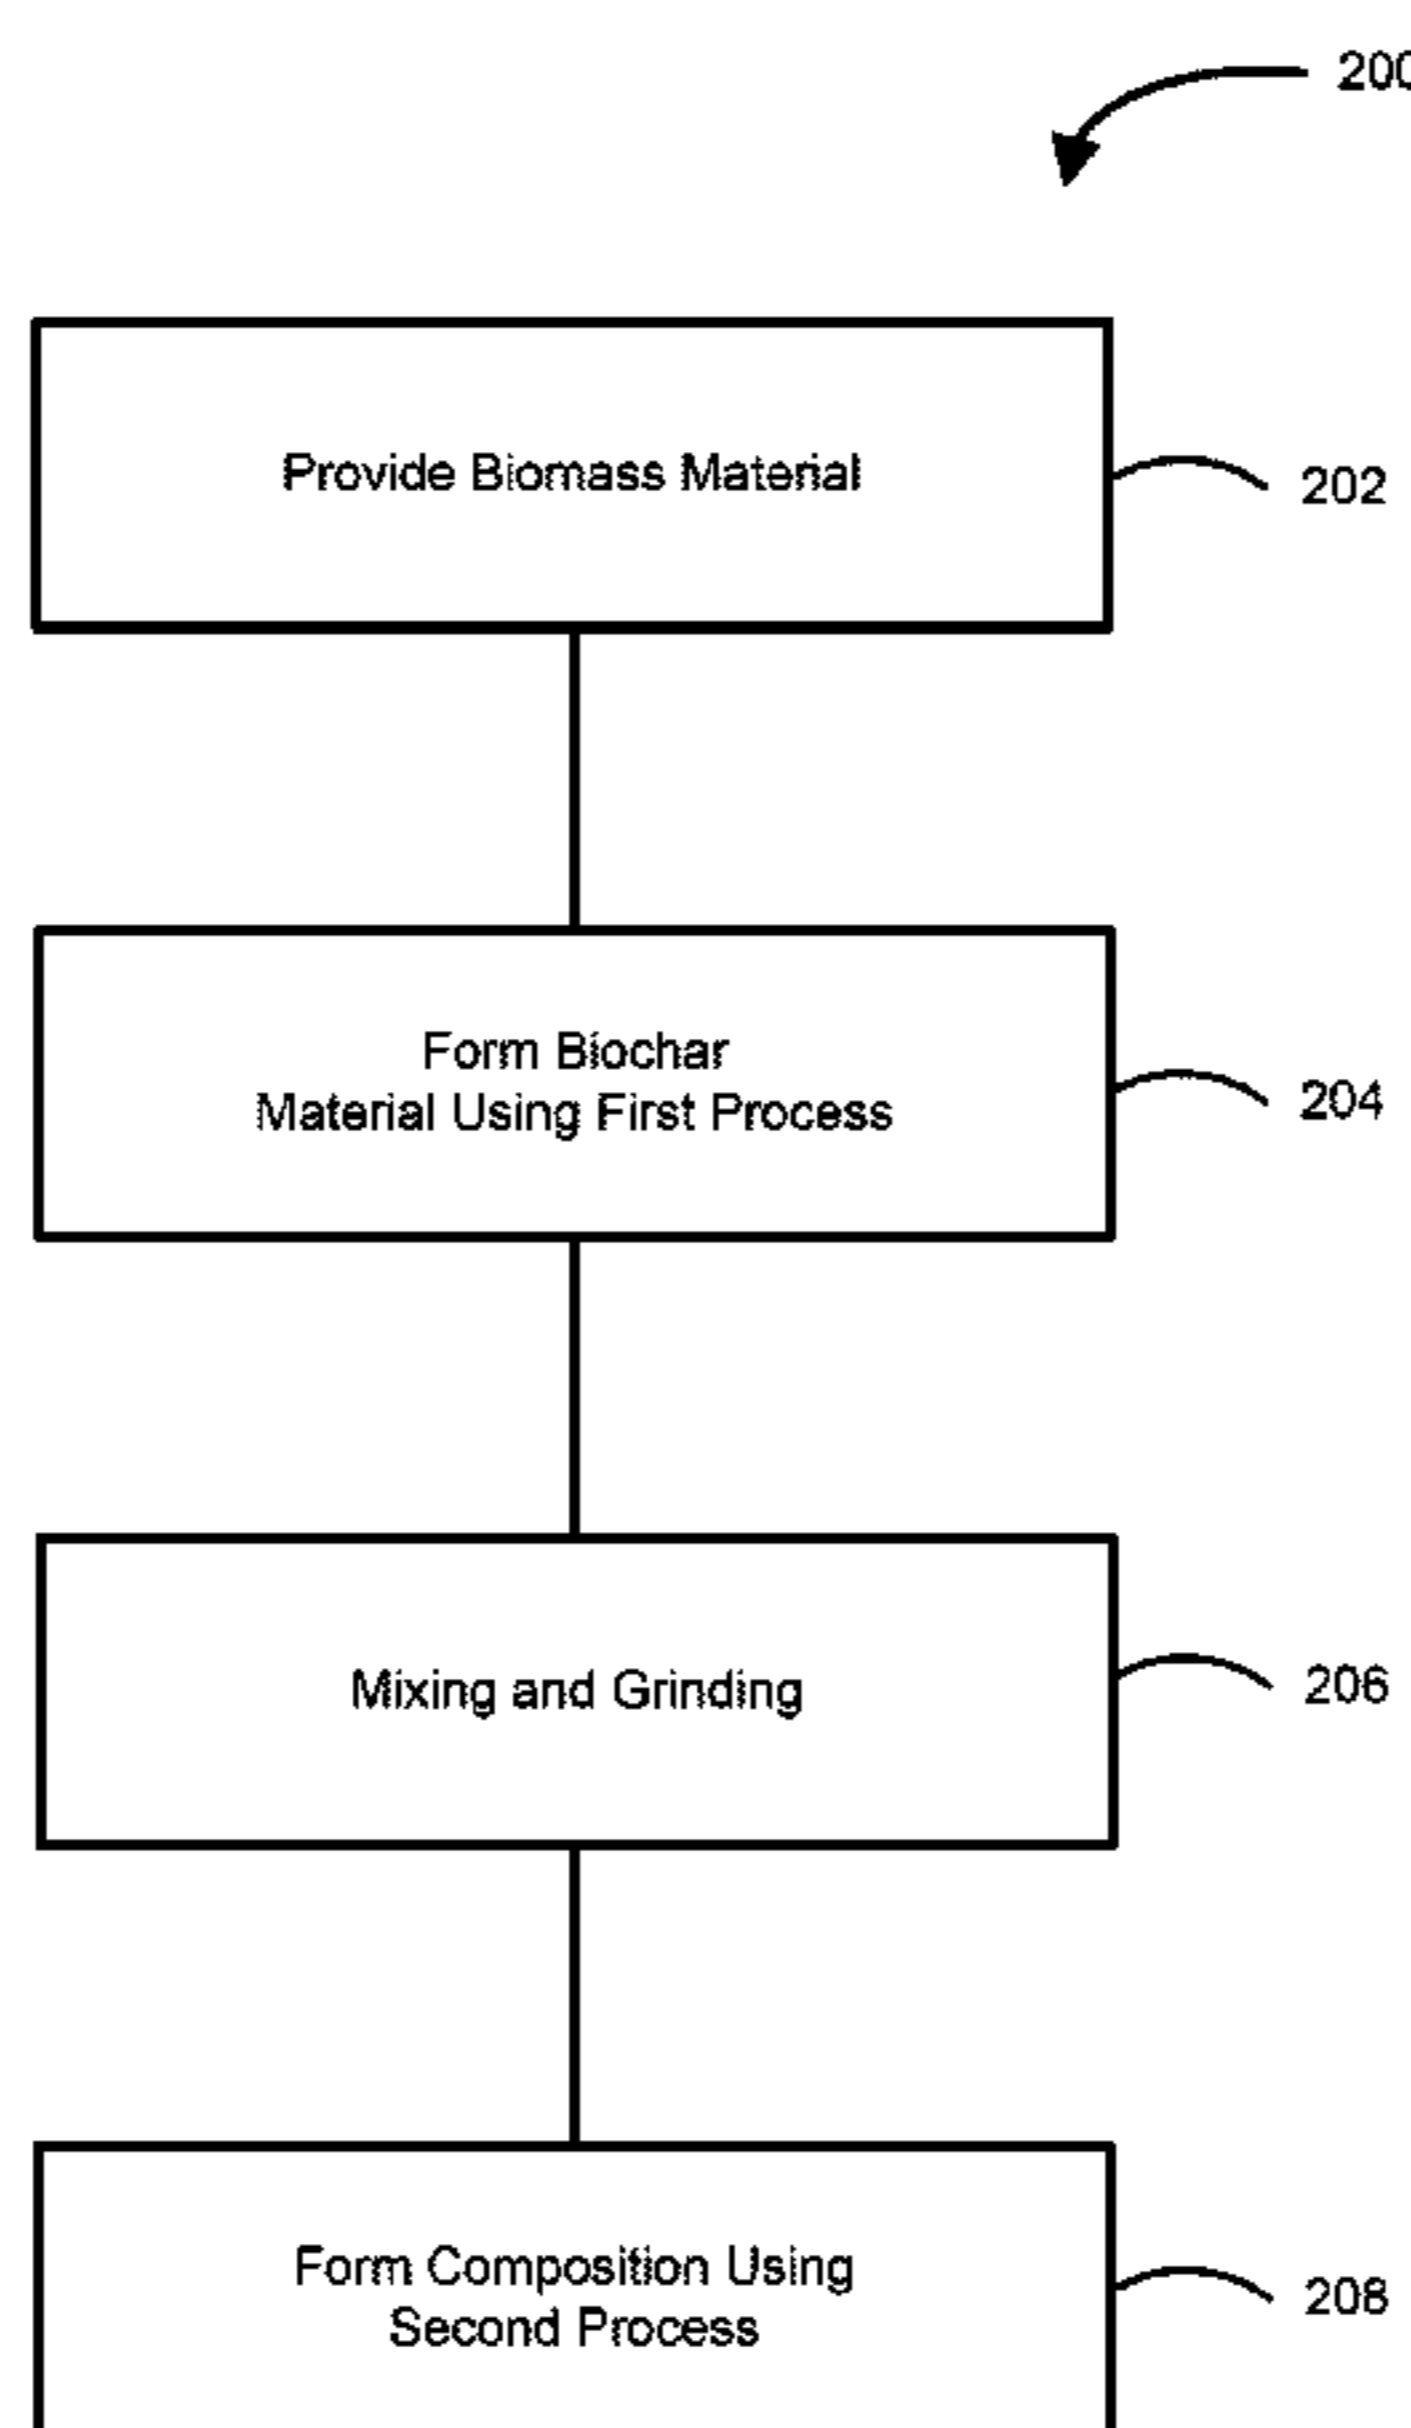 200
Provide Biomass Material
202
Form Biochar
Material Using First Process
204
Mixing and Grinding
206
Form Composition Using
Second Process
208